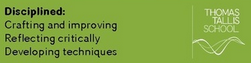 Disciplined:
Crafting and improving
Reflecting critically
Developing techniques
THOMAS
TALLIS
SCHOOL